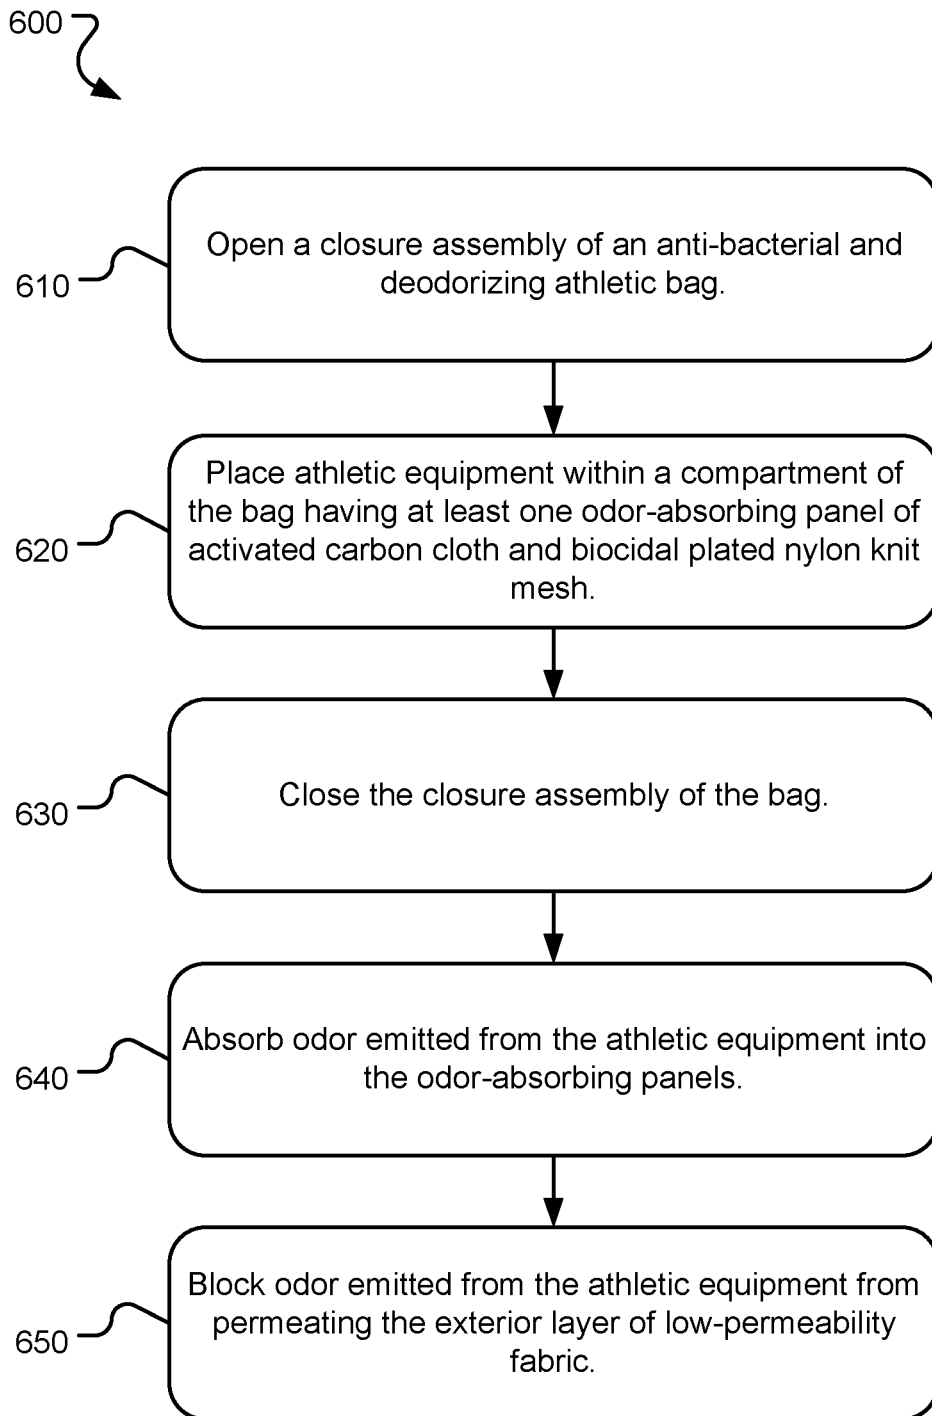 600
610
Open a closure assembly of an anti-bacterial and
deodorizing athletic bag.
620
Place athletic equipment within a compartment of
the bag having at least one odor-absorbing panel of
activated carbon cloth and biocidal plated nylon knit
mesh.
630
Close the closure assembly of the bag.
640
Absorb odor emitted from the athletic equipment into
the odor-absorbing panels.
650
Block odor emitted from the athletic equipment from
permeating the exterior layer of low-permeability
fabric.